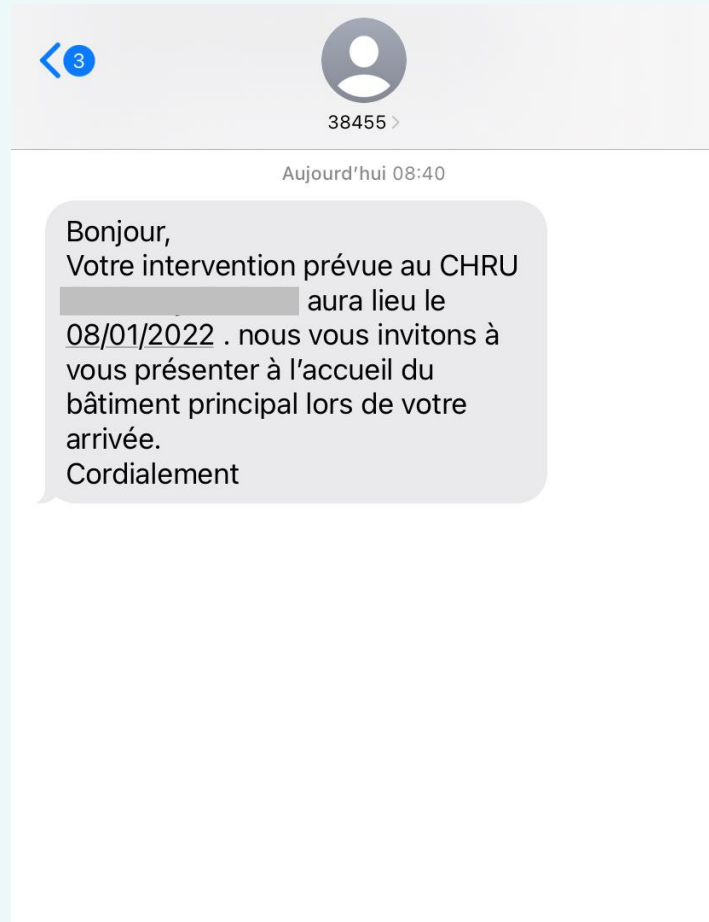 3
38455
Aujourd'hui 08:40
Bonjour,
Votre intervention prévue au CHRU
aura lieu le
08/01/2022 . nous vous invitons à
vous présenter à l'accueil du
bâtiment principal lors de votre
arrivée.
Cordialement